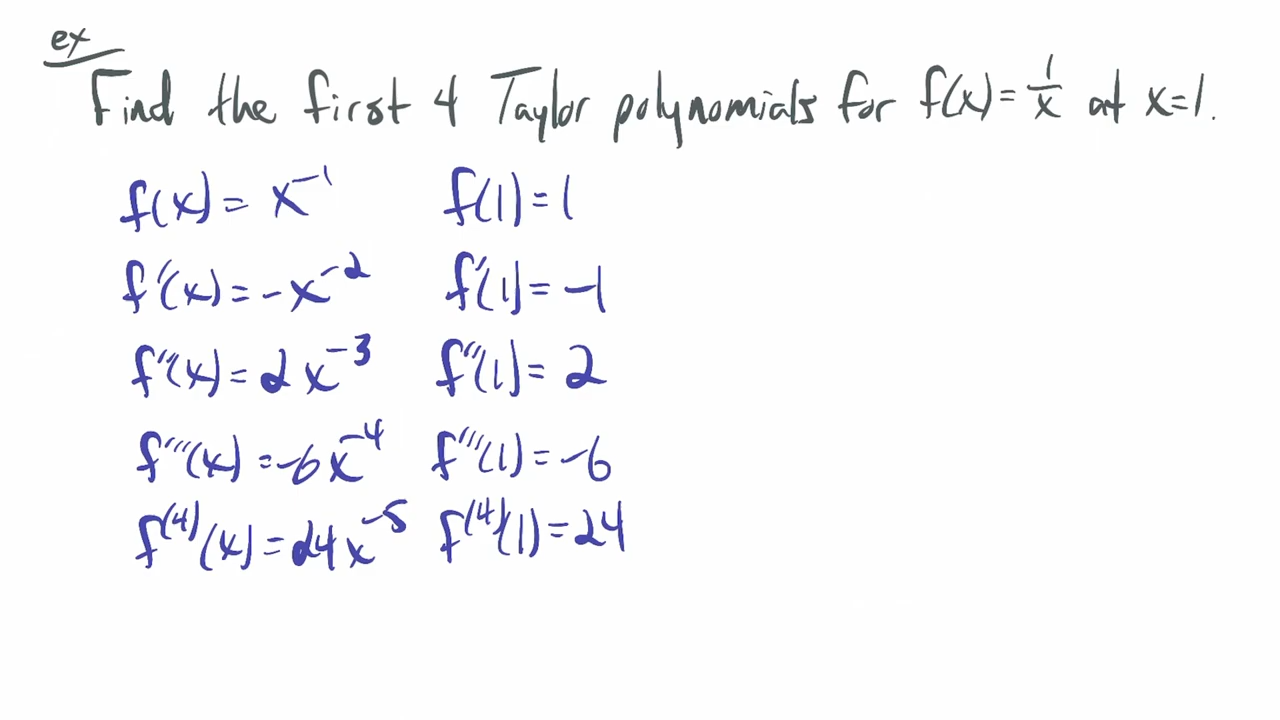 ex
Find the first 4 Taylor polynomials for f(x) = 1/x at x=1.
f(x) = x⁻¹ f(1) = 1
f'(x) = -x⁻² f'(1) = -1
f''(x) = 2x⁻³ f''(1) = 2
f'''(x) = -6x⁻⁴ f'''(1) = -6
f⁽⁴⁾(x) = 24x⁻⁵ f⁽⁴⁾(1) = 24